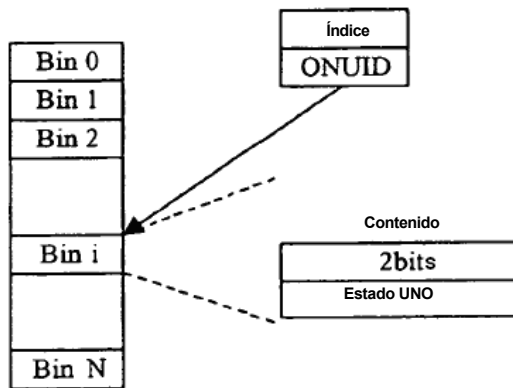 Bin 0
Bin 1
Bin 2
Bin i
Bin N
Índice
ONUID
Contenido
2bits
Estado UNO